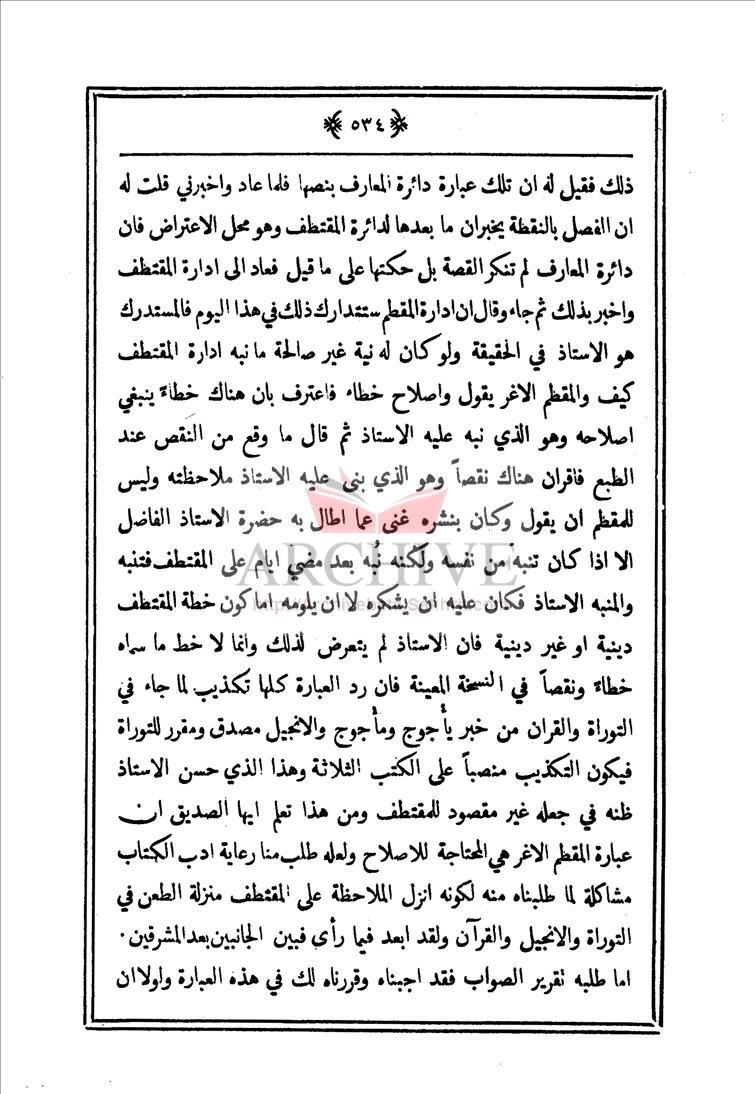 ﴿ ٥٣٤ ﴾
ذلك فقيل له ان تلك عبارة دائرة المعارف بنصها فلما عاد واخبرني قلت له
ان الفصل بالنقطة يخبران ما بعدها لدائرة المقتطف وهو محل الاعتراض فان
دائرة المعارف لم تنكر القصة بل حكتها على ما قيل فعاد الى ادارة المقتطف
واخبر بذلك ثم جاء وقال ان ادارة المقطم ستتدارك ذلك في هذا اليوم فالمستدرك
هو الاستاذ في الحقيقة ولو كان له نية غير صالحة ما نبه ادارة المقتطف
كيف والمقطم الاغر يقول واصلاح خطاء فاعترف بان هناك خطاءً ينبغي
اصلاحه وهو الذي نبه عليه الاستاذ ثم قال ما وقع من النقص عند
الطبع فاقران هناك نقصاً وهو الذي بنى عليه الاستاذ ملاحظته وليس
للمقطم ان يقول وكان بنشره غنى عما اطال به حضرة الاستاذ الفاضل
الا اذا كان تنبه من نفسه ولكنه نُبه بعد مضي ايام على المقتطف فتنبه
والمنبه الاستاذ فكان عليه ان يشكره لا ان يلومه اما كون خطة المقتطف
دينية او غير دينية فان الاستاذ لم يتعرض لذلك وانما لا خط ما سماه
خطاءً ونقصاً في النسخة المعينة فان رد العبارة كلها تكذيب لما جاء في
التوراة والقران من خبر يأجوج ومأجوج والانجيل مصدق ومقرر للتوراة
فيكون التكذيب منصباً على الكتب الثلاثة وهذا الذي حسن الاستاذ
ظنه في جعله غير مقصود للمقتطف ومن هذا تعلم ايها الصديق ان
عبارة المقطم الاغر هي المحتاجة للاصلاح ولعله طلب منا رعاية ادب الكتاب
مشاكلة لما طلبناه منه لكونه انزل الملاحظة على المقتطف منزلة الطعن في
التوراة والانجيل والقرآن ولقد ابعد فيما رأى فبين الجانبين بعد المشرقين .
اما طلبه تقرير الصواب فقد اجبناه وقررناه لك في هذه العبارة واولا ان
ARCHIVE